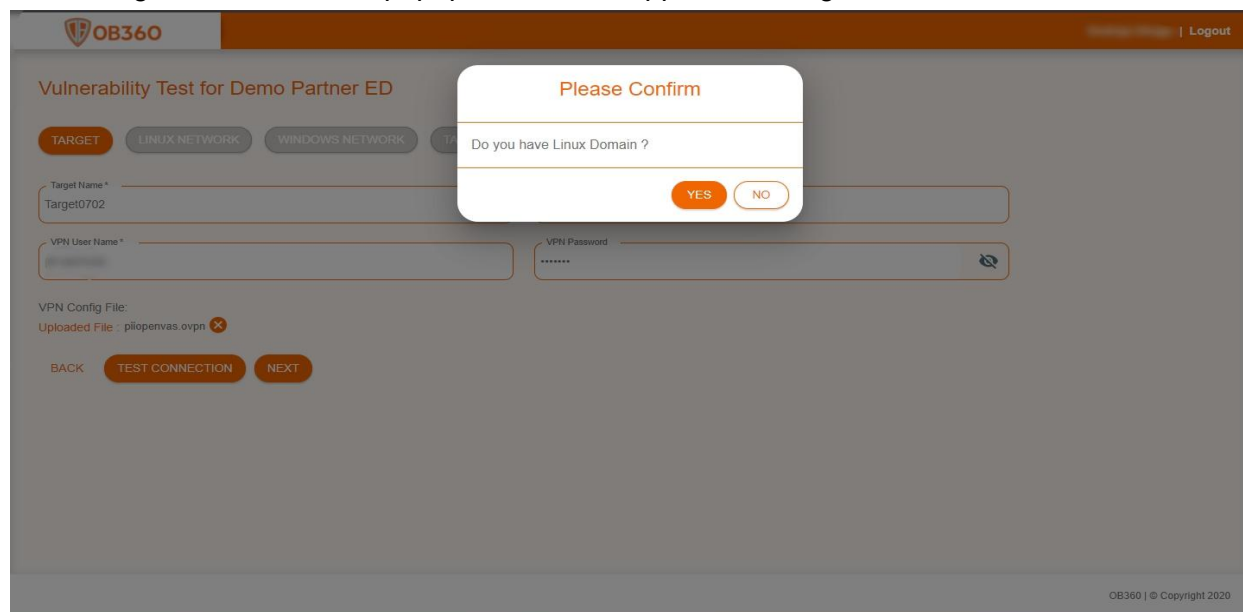 OB360
| Logout
Vulnerability Test for Demo Partner ED
TARGET
LINUX NETWORK
WINDOWS NETWORK
Please Confirm
Do you have Linux Domain ?
YES
NO
Target Name *
Target0702
VPN User Name *
VPN Password
•••••••
VPN Config File:
Uploaded File : piiopenvas.ovpn
BACK
TEST CONNECTION
NEXT
OB360 | © Copyright 2020